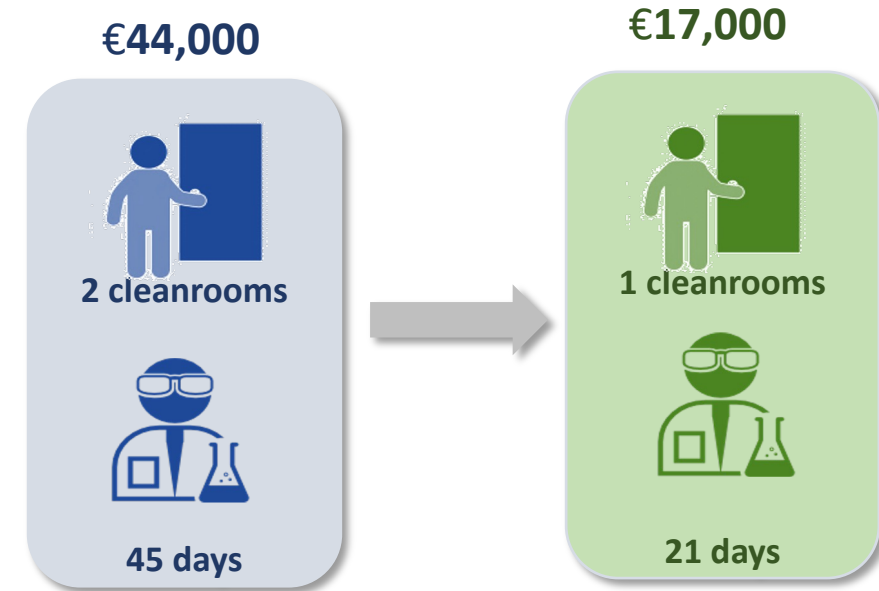 €44,000
2 cleanrooms
45 days
€17,000
1 cleanrooms
21 days